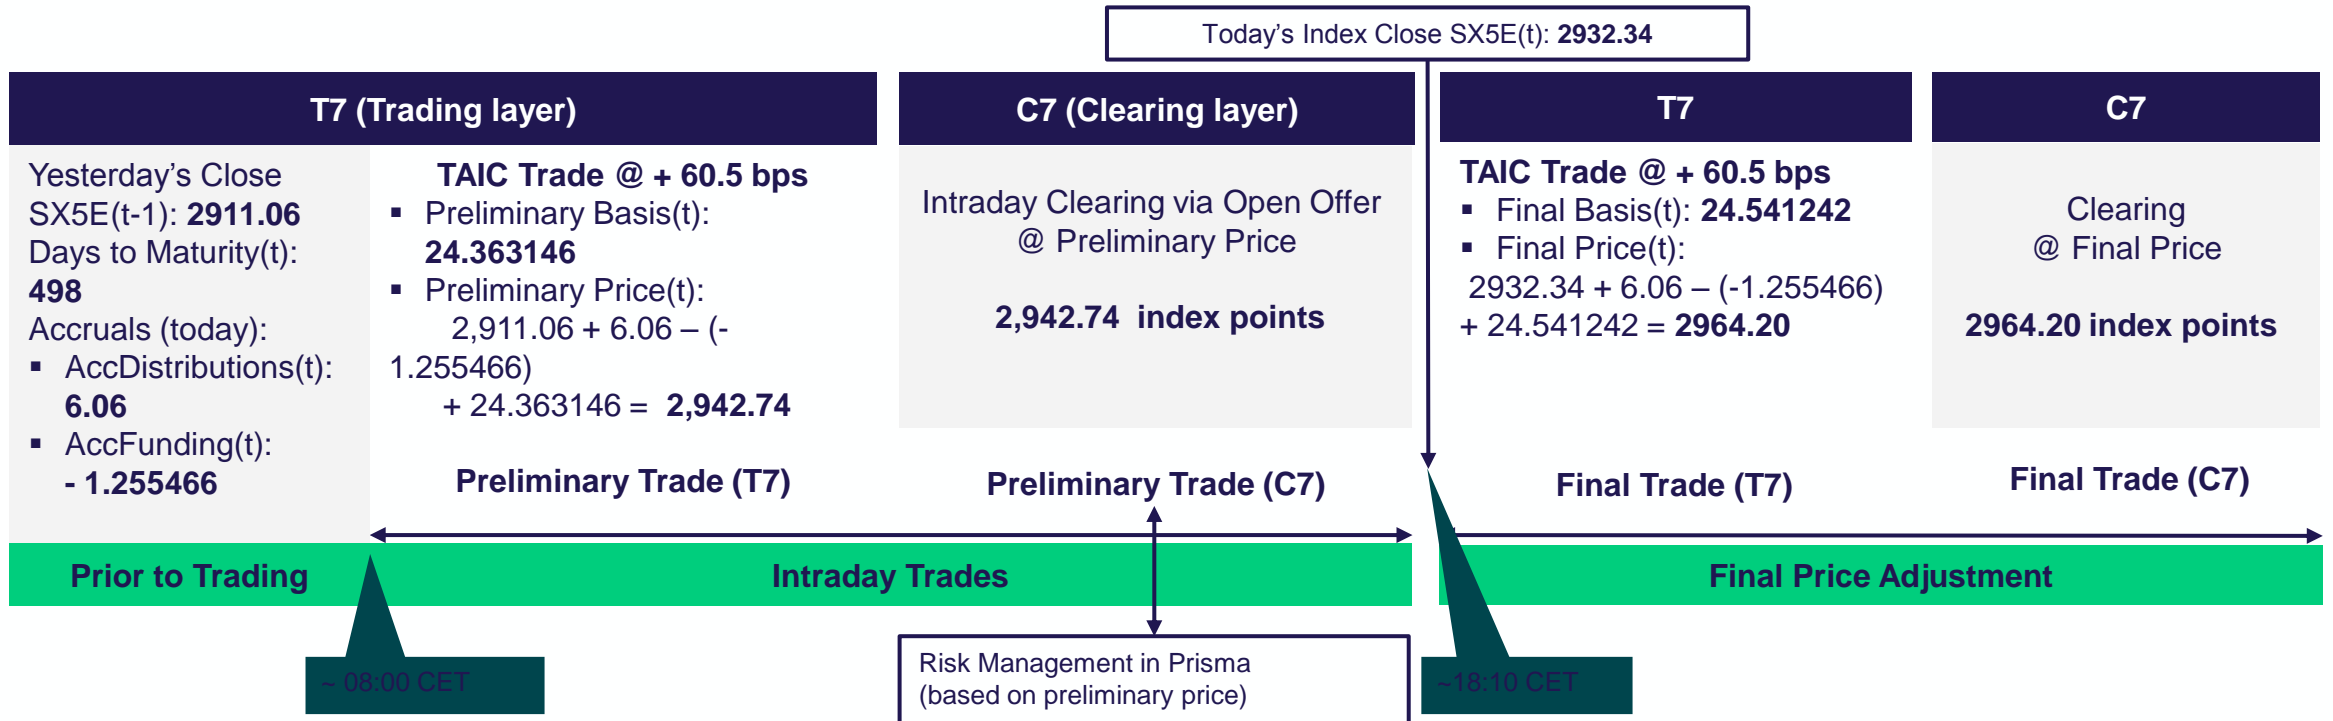 Today's Index Close SX5E(t): 2932.34
T7 (Trading layer)
C7 (Clearing layer)
T7
C7
Yesterday's Close
SX5E(t-1): 2911.06
Days to Maturity(t):
498
Accruals (today):
▪ AccDistributions(t):
6.06
▪ AccFunding(t):
- 1.255466
TAIC Trade @ + 60.5 bps
▪ Preliminary Basis(t):
24.363146
▪ Preliminary Price(t):
2,911.06 + 6.06 – (-
1.255466)
+ 24.363146 = 2,942.74
Preliminary Trade (T7)
Intraday Clearing via Open Offer
@ Preliminary Price
2,942.74 index points
Preliminary Trade (C7)
TAIC Trade @ + 60.5 bps
▪ Final Basis(t): 24.541242
▪ Final Price(t):
2932.34 + 6.06 – (-1.255466)
+ 24.541242 = 2964.20
Final Trade (T7)
Clearing
@ Final Price
2964.20 index points
Final Trade (C7)
Prior to Trading
Intraday Trades
Final Price Adjustment
~ 08:00 CET
Risk Management in Prisma
(based on preliminary price)
~18:10 CET